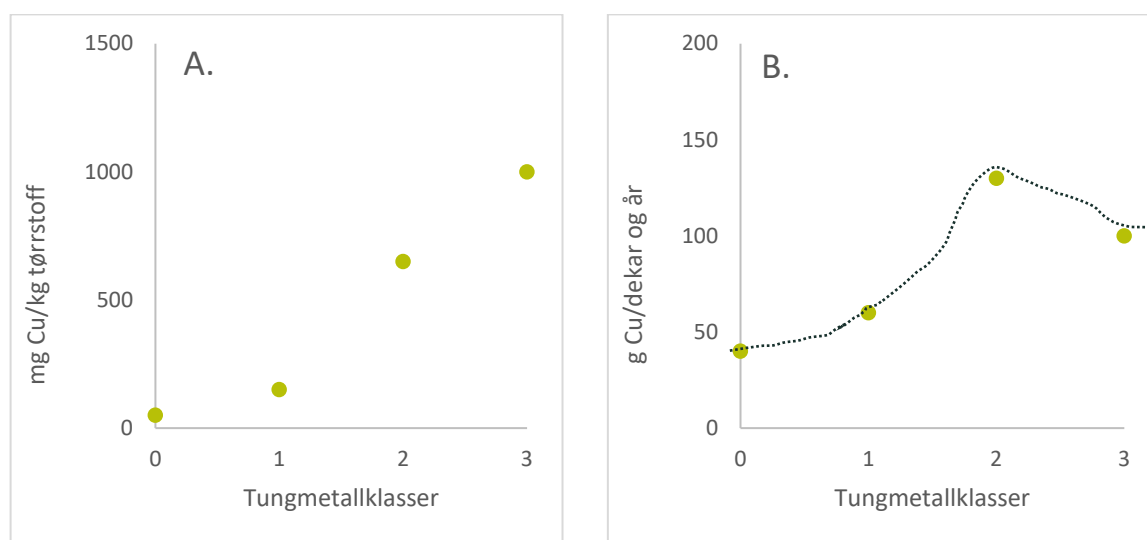 A.
1500
1000
500
0
mg Cu/kg tørrstoff
0 1 2 3
Tungmetallklasser
B.
200
150
100
50
0
g Cu/dekar og år
0 1 2 3
Tungmetallklasser